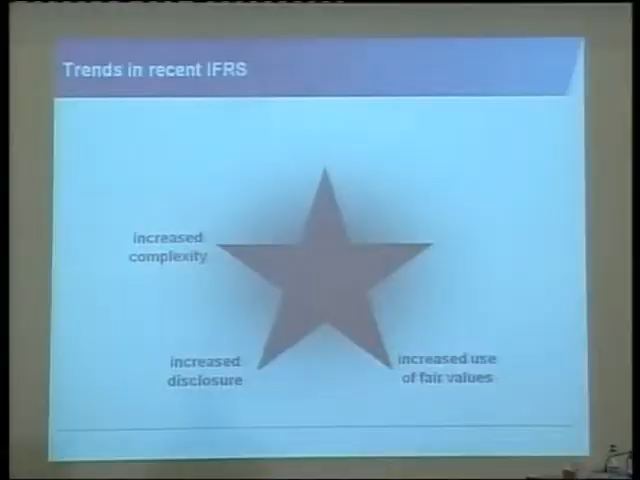 Trends in recent IFRS
increased
complexity
increased
disclosure
increased use
of fair values